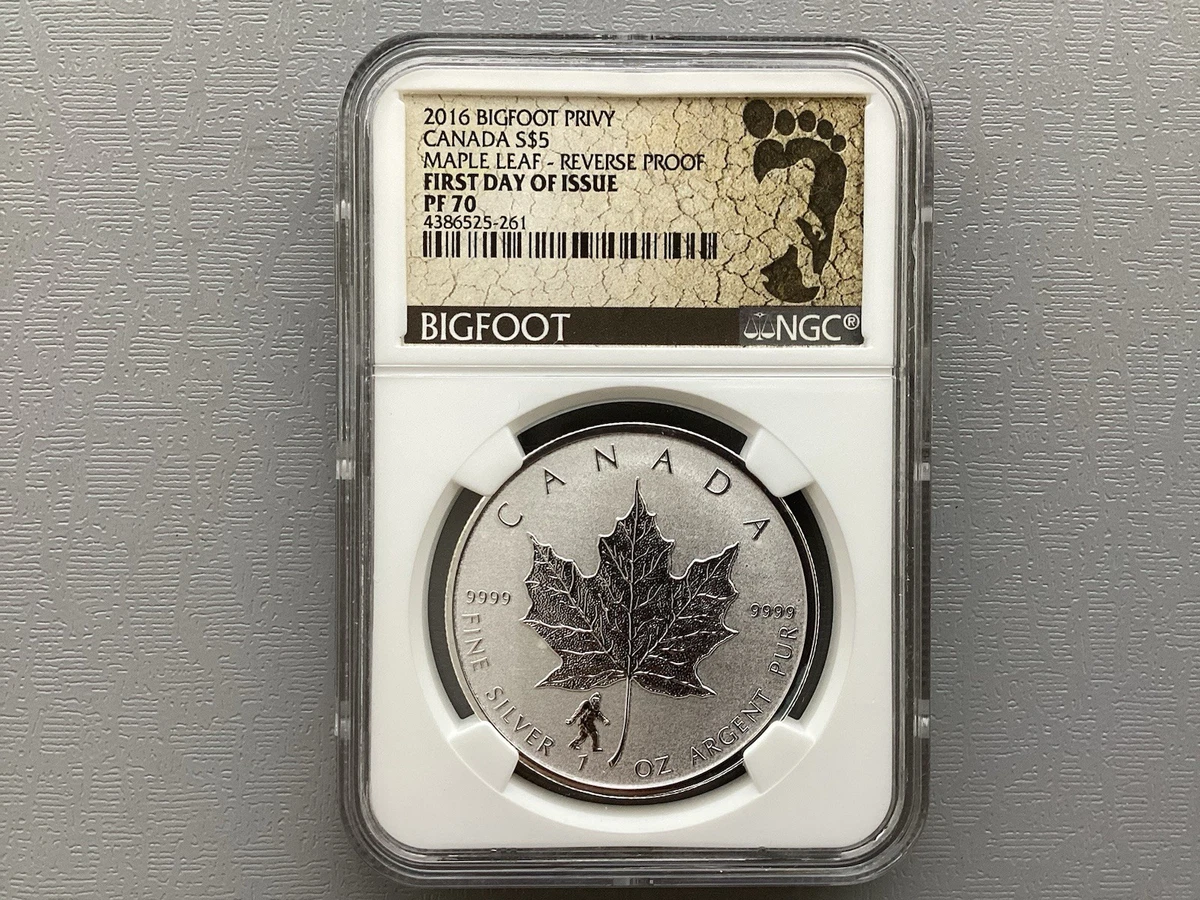 2016 BIGFOOT PRIVY
CANADA S$5
MAPLE LEAF - REVERSE PROOF
FIRST DAY OF ISSUE
PF 70
4386525-261
BIGFOOT
NGC®
CANADA
9999
9999
FINE SILVER 1 OZ ARGENT PUR